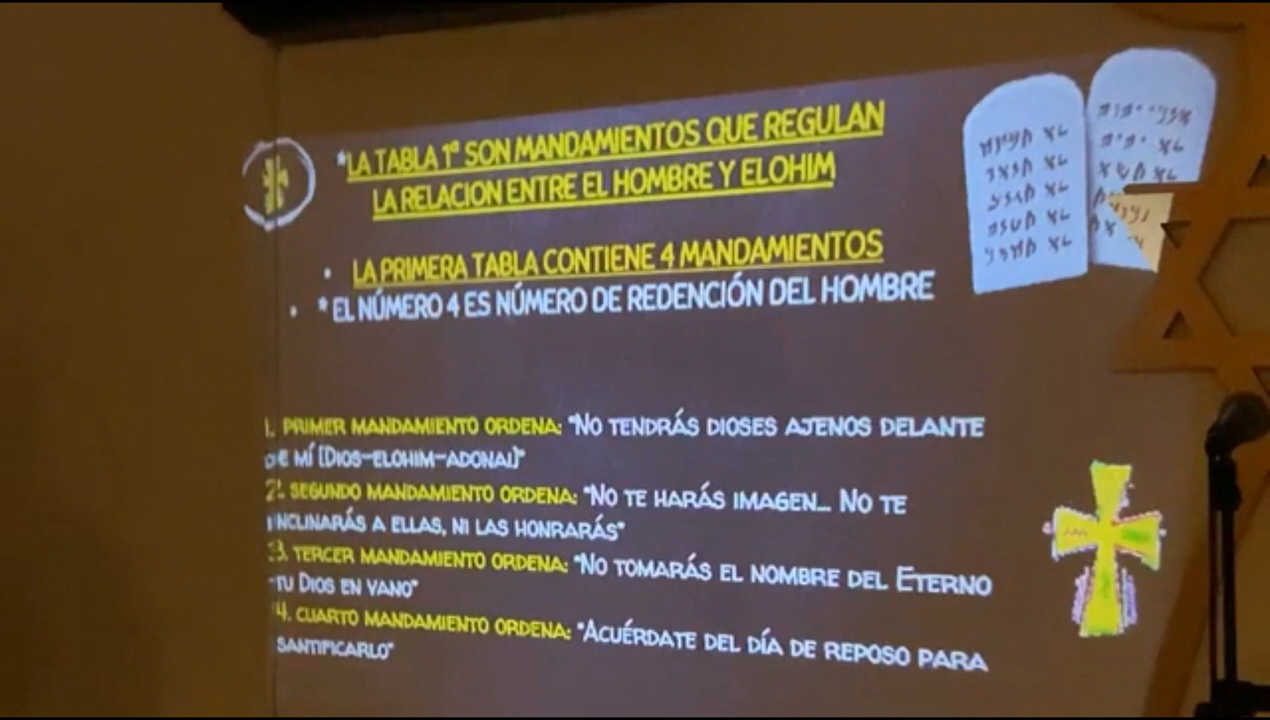 *LA TABLA 1ª SON MANDAMIENTOS QUE REGULAN
LA RELACION ENTRE EL HOMBRE Y ELOHIM
• LA PRIMERA TABLA CONTIENE 4 MANDAMIENTOS
• * EL NÚMERO 4 ES NÚMERO DE REDENCIÓN DEL HOMBRE
1. PRIMER MANDAMIENTO ORDENA: "NO TENDRÁS DIOSES AJENOS DELANTE
DE MÍ (DIOS-ELOHIM-ADONAI)"
2. SEGUNDO MANDAMIENTO ORDENA: "NO TE HARÁS IMAGEN... NO TE
INCLINARÁS A ELLAS, NI LAS HONRARÁS"
3. TERCER MANDAMIENTO ORDENA: "NO TOMARÁS EL NOMBRE DEL ETERNO
TU DIOS EN VANO"
4. CUARTO MANDAMIENTO ORDENA: "ACUÉRDATE DEL DÍA DE REPOSO PARA
SANTIFICARLO"